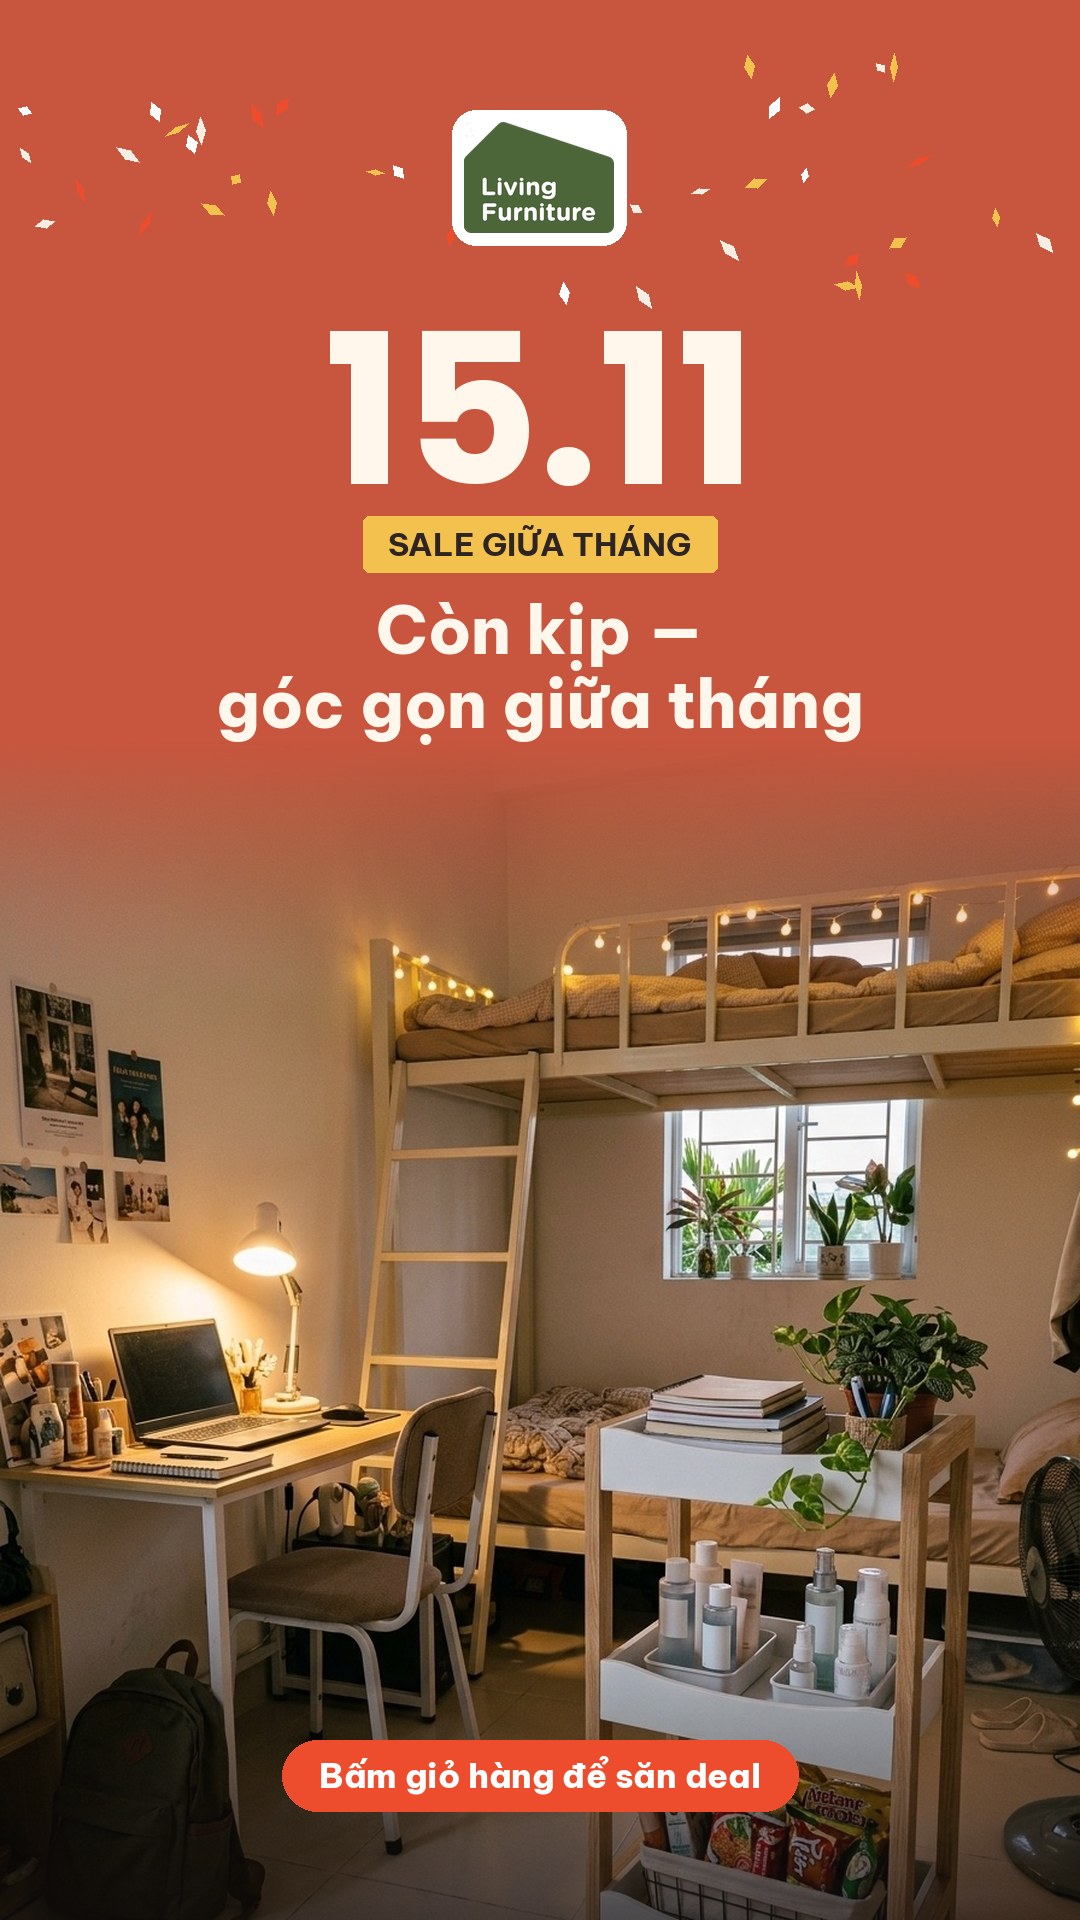 Living
Furniture
15.11
SALE GIỮA THÁNG
Còn kịp –
góc gọn giữa tháng
Bấm giỏ hàng để săn deal